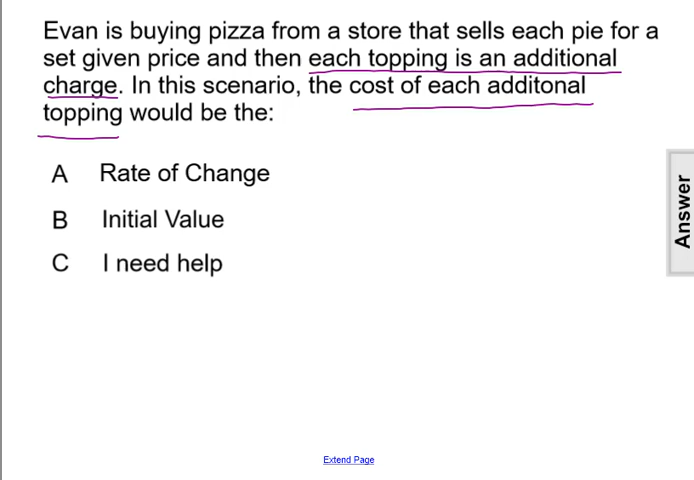 Evan is buying pizza from a store that sells each pie for a
set given price and then each topping is an additional
charge. In this scenario, the cost of each additonal
topping would be the:
A Rate of Change
B Initial Value
C I need help
Answer
Extend Page